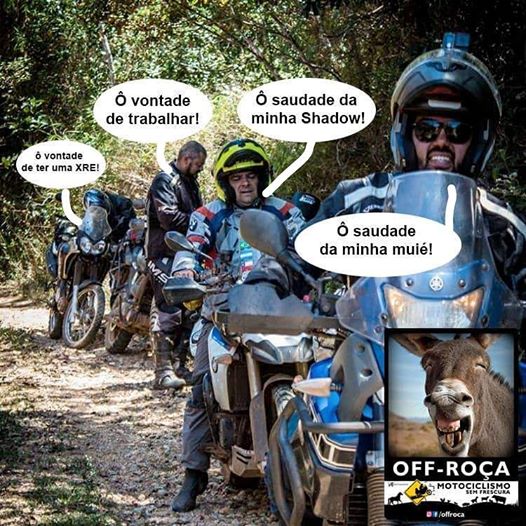 Ô vontade
de trabalhar!
Ô saudade da
minha Shadow!
ô vontade
de ter uma XRE!
Ô saudade
da minha muié!
OFF-ROÇA
MOTOCICLISMO
SEM FRESCURA
/offroca